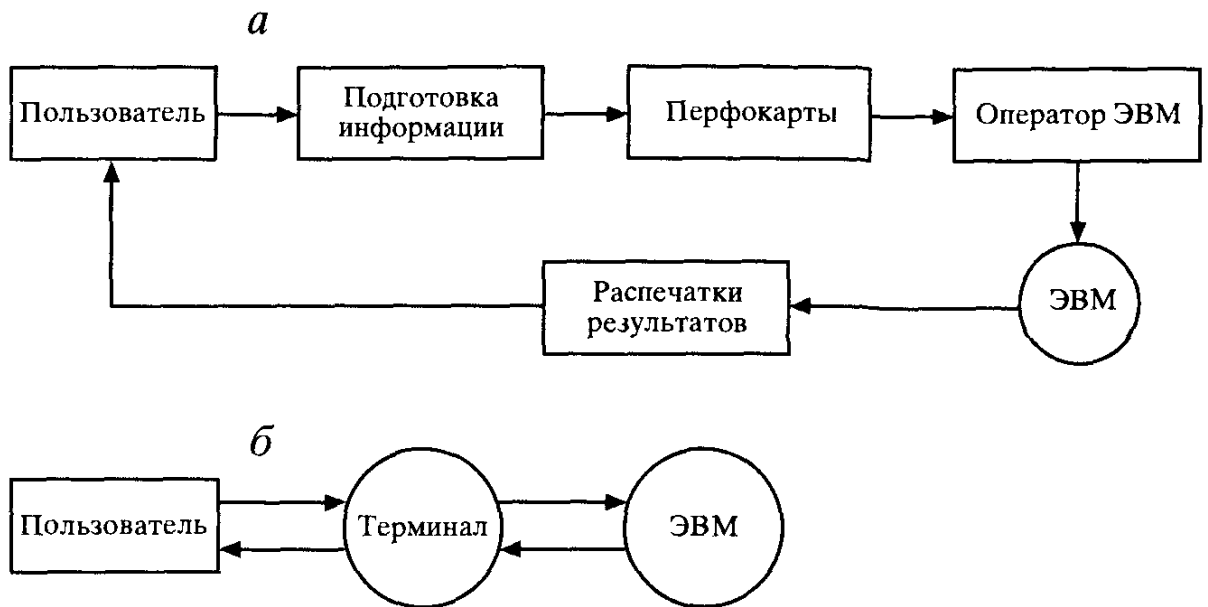 а
Пользователь
Подготовка
информации
Перфокарты
Оператор ЭВМ
Распечатки
результатов
ЭВМ
б
Пользователь
Терминал
ЭВМ